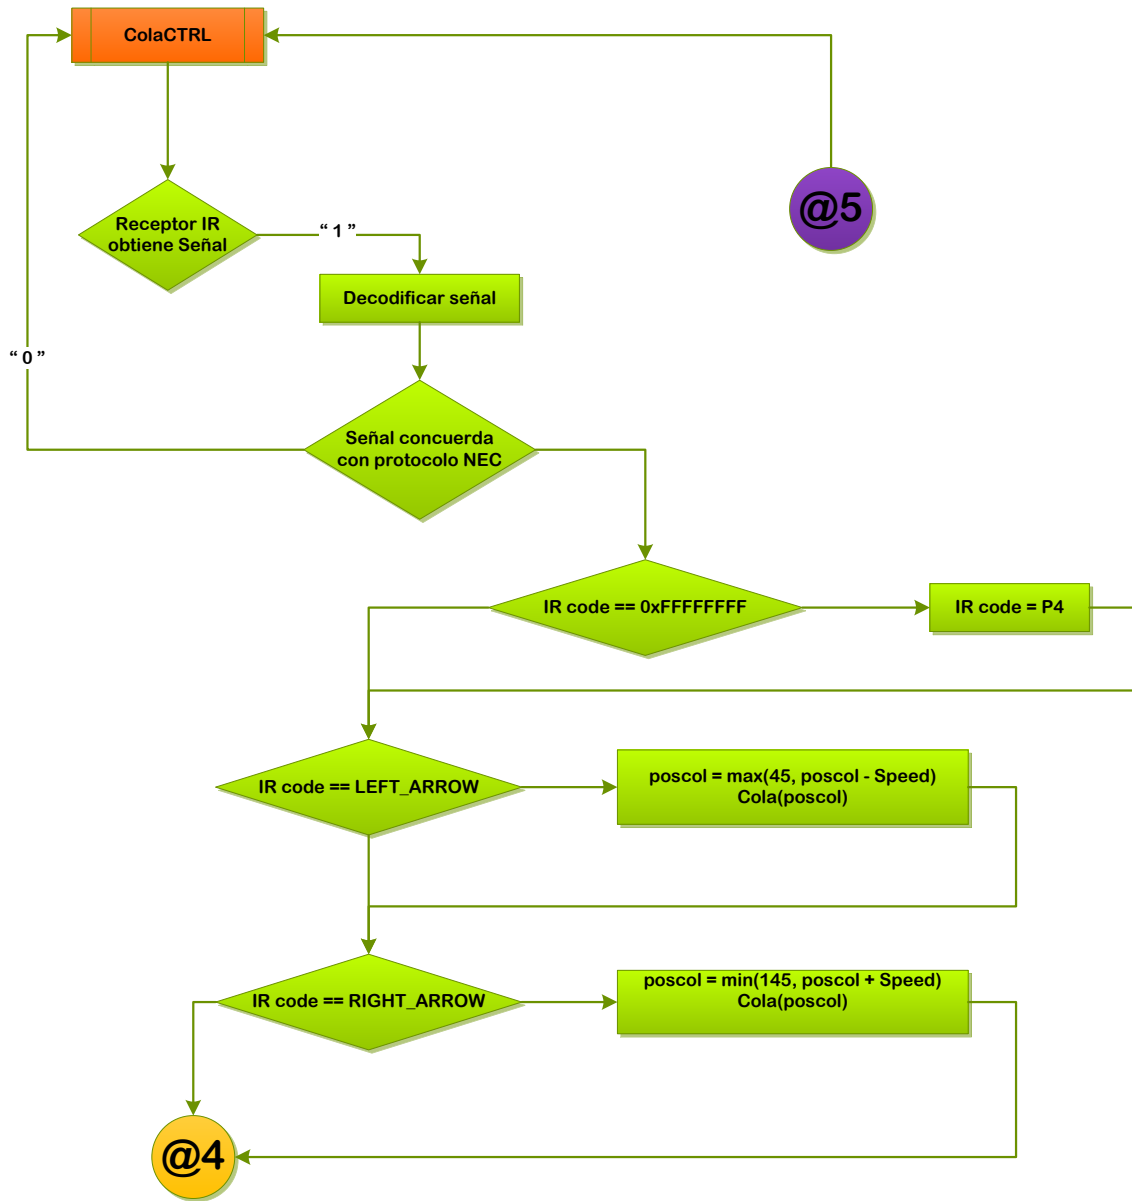 ColaCTRL
@5
Receptor IR
obtiene Señal
“ 1 ”
Decodificar señal
“ 0 ”
Señal concuerda
con protocolo NEC
IR code == 0xFFFFFFFF
IR code = P4
IR code == LEFT_ARROW
poscol = max(45, poscol - Speed)
Cola(poscol)
IR code == RIGHT_ARROW
poscol = min(145, poscol + Speed)
Cola(poscol)
@4